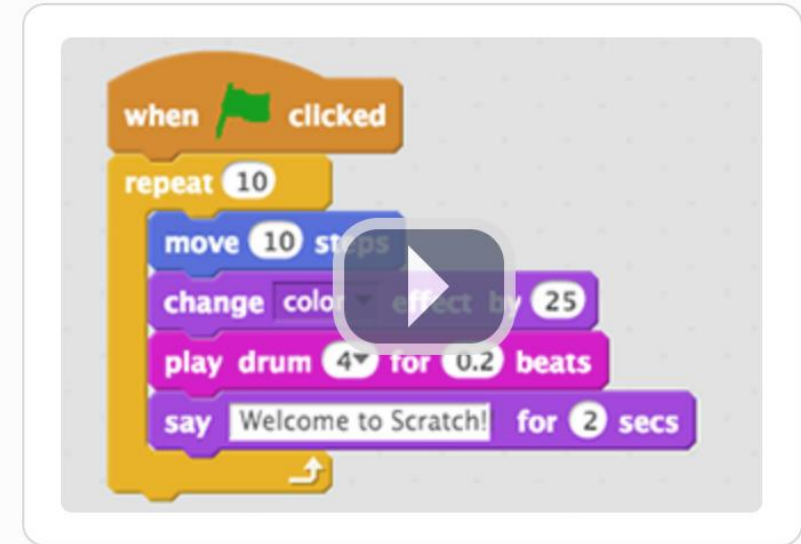 when clicked
repeat 10
move 10 steps
change color effect by 25
play drum 4 for 0.2 beats
say Welcome to Scratch! for 2 secs